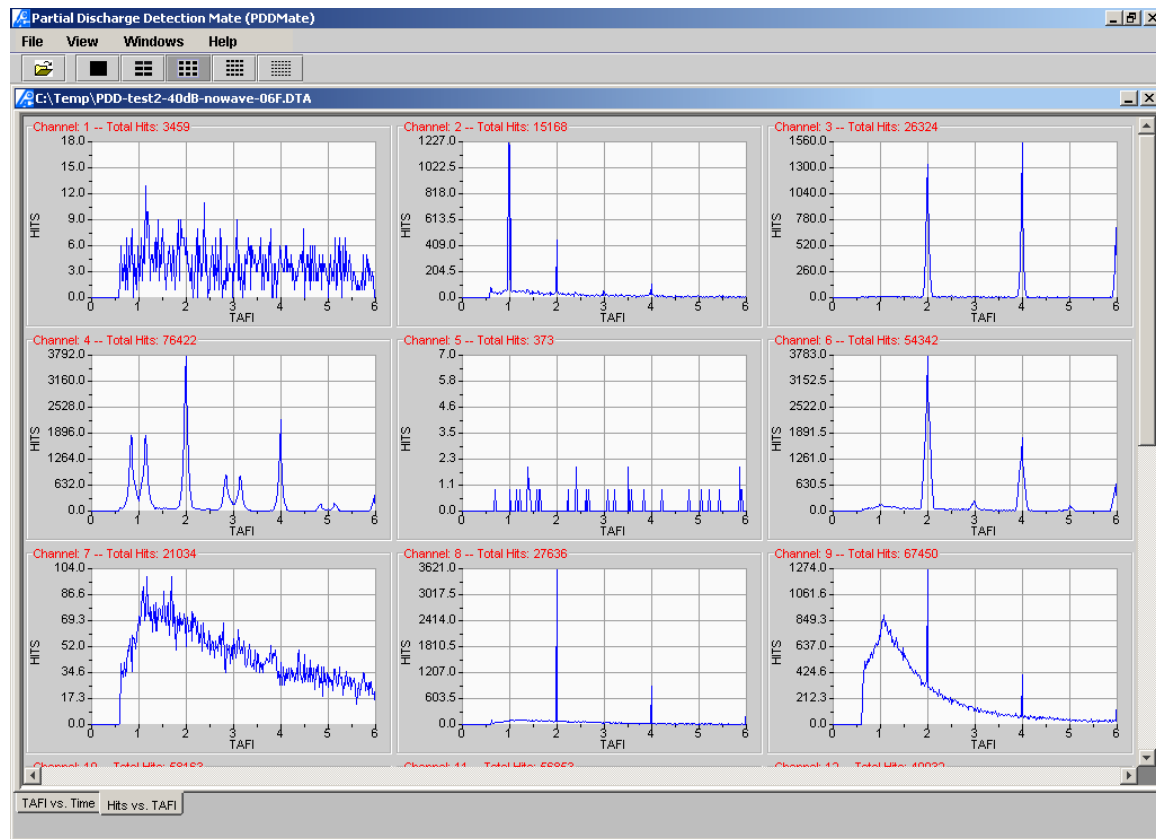 Partial Discharge Detection Mate (PDDMate)
File View Windows Help
C:\Temp\PDD-test2-40dB-nowave-06F.DTA
Channel: 1 -- Total Hits: 3459
18.0
15.0
12.0
9.0
6.0
3.0
0.0
HITS
0 1 2 3 4 5 6
TAFI
Channel: 2 -- Total Hits: 15168
1227.0
1022.5
818.0
613.5
409.0
204.5
0.0
HITS
0 1 2 3 4 5 6
TAFI
Channel: 3 -- Total Hits: 26324
1560.0
1300.0
1040.0
780.0
520.0
260.0
0.0
HITS
0 1 2 3 4 5 6
TAFI
Channel: 4 -- Total Hits: 76422
3792.0
3160.0
2528.0
1896.0
1264.0
632.0
0.0
HITS
0 1 2 3 4 5 6
TAFI
Channel: 5 -- Total Hits: 373
7.0
5.8
4.6
3.5
2.3
1.1
0.0
HITS
0 1 2 3 4 5 6
TAFI
Channel: 6 -- Total Hits: 54342
3783.0
3152.5
2522.0
1891.5
1261.0
630.5
0.0
HITS
0 1 2 3 4 5 6
TAFI
Channel: 7 -- Total Hits: 21034
104.0
86.6
69.3
52.0
34.6
17.3
0.0
HITS
0 1 2 3 4 5 6
TAFI
Channel: 8 -- Total Hits: 27636
3621.0
3017.5
2414.0
1810.5
1207.0
603.5
0.0
HITS
0 1 2 3 4 5 6
TAFI
Channel: 9 -- Total Hits: 67450
1274.0
1061.6
849.3
637.0
424.6
212.3
0.0
HITS
0 1 2 3 4 5 6
TAFI
Channel: 10 -- Total Hits: 58163
Channel: 11 -- Total Hits: 56853
Channel: 12 -- Total Hits:
TAFI vs. Time Hits vs. TAFI